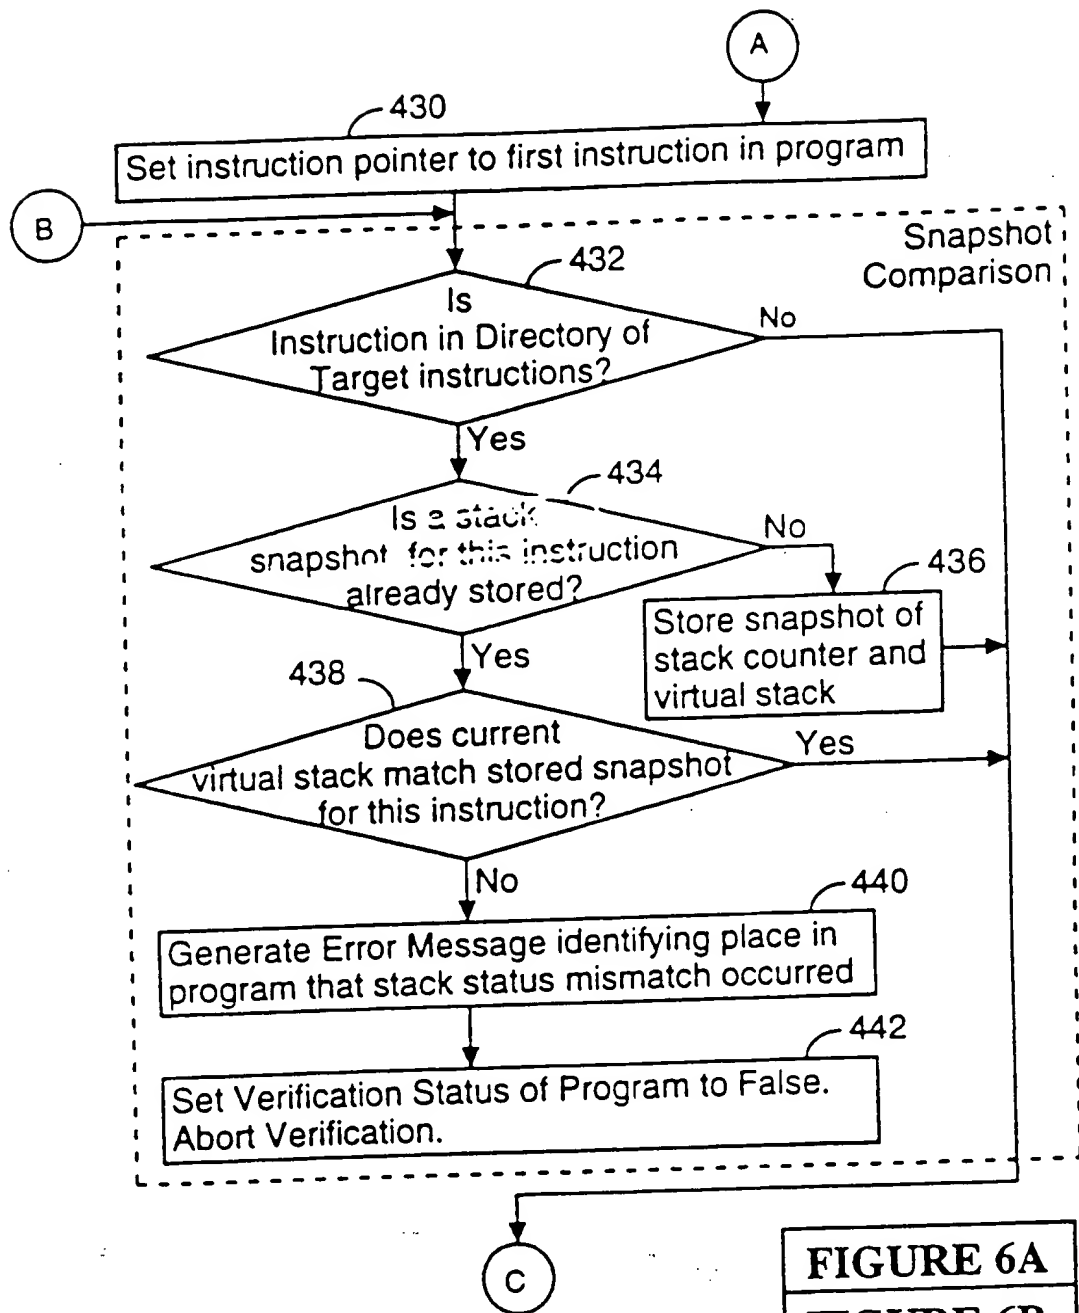 A
430
Set instruction pointer to first instruction in program
B
Snapshot
Comparison
432
Is
Instruction in Directory of
Target instructions?
No
Yes
434
Is a stack
snapshot for this instruction
already stored?
No
436
Store snapshot of
stack counter and
virtual stack
Yes
438
Does current
virtual stack match stored snapshot
for this instruction?
Yes
No
440
Generate Error Message identifying place in
program that stack status mismatch occurred
442
Set Verification Status of Program to False.
Abort Verification.
C
FIGURE 6A